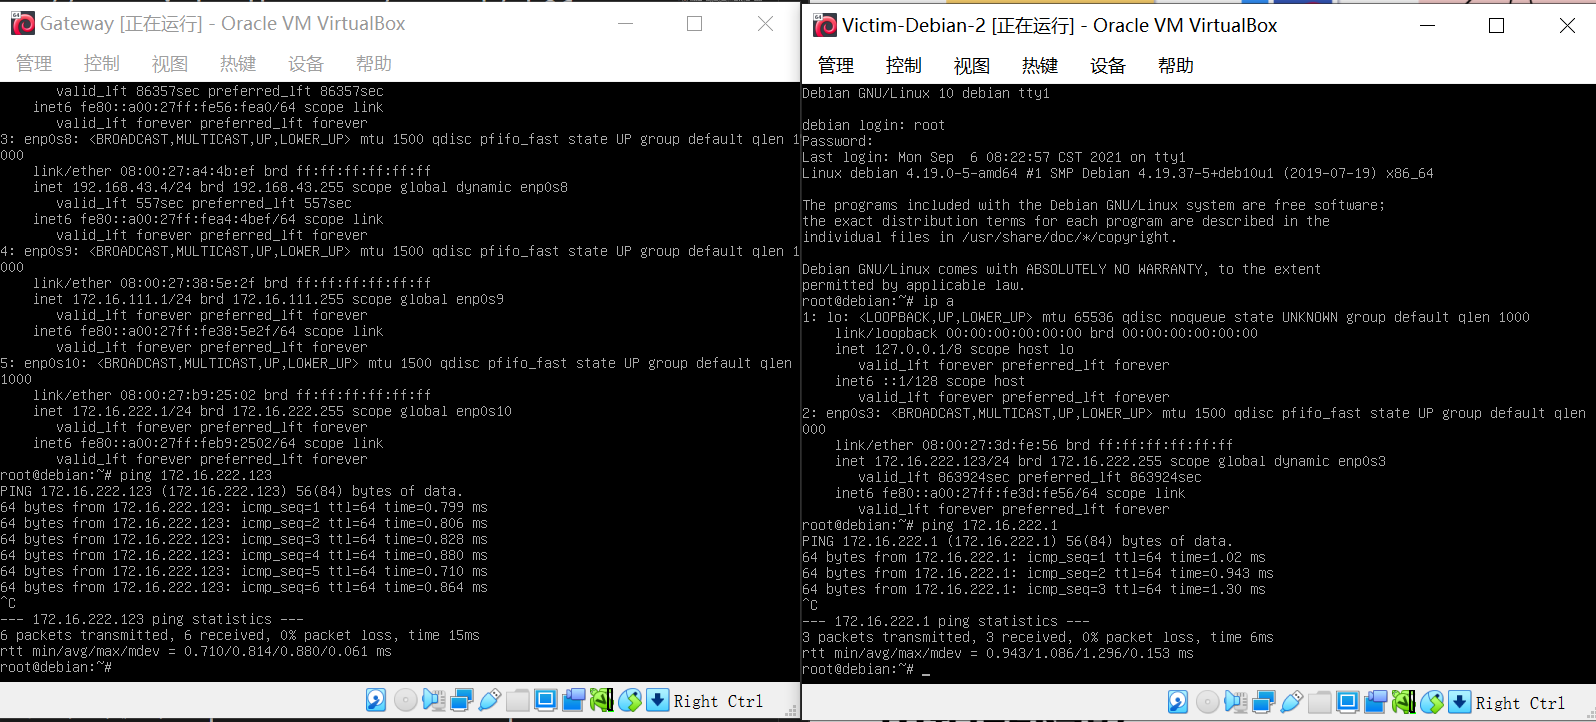 Gateway [正在运行] - Oracle VM VirtualBox
管理 控制 视图 热键 设备 帮助
valid_lft 86357sec preferred_lft 86357sec
inet6 fe80::a00:27ff:fe56:fea0/64 scope link
valid_lft forever preferred_lft forever
3: enp0s8: <BROADCAST,MULTICAST,UP,LOWER_UP> mtu 1500 qdisc pfifo_fast state UP group default qlen 1
000
link/ether 08:00:27:a4:4b:ef brd ff:ff:ff:ff:ff:ff
inet 192.168.43.4/24 brd 192.168.43.255 scope global dynamic enp0s8
valid_lft 557sec preferred_lft 557sec
inet6 fe80::a00:27ff:fea4:4bef/64 scope link
valid_lft forever preferred_lft forever
4: enp0s9: <BROADCAST,MULTICAST,UP,LOWER_UP> mtu 1500 qdisc pfifo_fast state UP group default qlen 1
000
link/ether 08:00:27:38:5e:2f brd ff:ff:ff:ff:ff:ff
inet 172.16.111.1/24 brd 172.16.111.255 scope global enp0s9
valid_lft forever preferred_lft forever
inet6 fe80::a00:27ff:fe38:5e2f/64 scope link
valid_lft forever preferred_lft forever
5: enp0s10: <BROADCAST,MULTICAST,UP,LOWER_UP> mtu 1500 qdisc pfifo_fast state UP group default qlen
1000
link/ether 08:00:27:b9:25:02 brd ff:ff:ff:ff:ff:ff
inet 172.16.222.1/24 brd 172.16.222.255 scope global enp0s10
valid_lft forever preferred_lft forever
inet6 fe80::a00:27ff:feb9:2502/64 scope link
valid_lft forever preferred_lft forever
root@debian:~# ping 172.16.222.123
PING 172.16.222.123 (172.16.222.123) 56(84) bytes of data.
64 bytes from 172.16.222.123: icmp_seq=1 ttl=64 time=0.799 ms
64 bytes from 172.16.222.123: icmp_seq=2 ttl=64 time=0.806 ms
64 bytes from 172.16.222.123: icmp_seq=3 ttl=64 time=0.828 ms
64 bytes from 172.16.222.123: icmp_seq=4 ttl=64 time=0.880 ms
64 bytes from 172.16.222.123: icmp_seq=5 ttl=64 time=0.710 ms
64 bytes from 172.16.222.123: icmp_seq=6 ttl=64 time=0.864 ms
^C
--- 172.16.222.123 ping statistics ---
6 packets transmitted, 6 received, 0% packet loss, time 15ms
rtt min/avg/max/mdev = 0.710/0.814/0.880/0.061 ms
root@debian:~#
Right Ctrl
Victim-Debian-2 [正在运行] - Oracle VM VirtualBox
管理 控制 视图 热键 设备 帮助
Debian GNU/Linux 10 debian tty1
debian login: root
Password:
Last login: Mon Sep  6 08:22:57 CST 2021 on tty1
Linux debian 4.19.0-5-amd64 #1 SMP Debian 4.19.37-5+deb10u1 (2019-07-19) x86_64
The programs included with the Debian GNU/Linux system are free software;
the exact distribution terms for each program are described in the
individual files in /usr/share/doc/*/copyright.
Debian GNU/Linux comes with ABSOLUTELY NO WARRANTY, to the extent
permitted by applicable law.
root@debian:~# ip a
1: lo: <LOOPBACK,UP,LOWER_UP> mtu 65536 qdisc noqueue state UNKNOWN group default qlen 1000
link/loopback 00:00:00:00:00:00 brd 00:00:00:00:00:00
inet 127.0.0.1/8 scope host lo
valid_lft forever preferred_lft forever
inet6 ::1/128 scope host
valid_lft forever preferred_lft forever
2: enp0s3: <BROADCAST,MULTICAST,UP,LOWER_UP> mtu 1500 qdisc pfifo_fast state UP group default qlen
000
link/ether 08:00:27:3d:fe:56 brd ff:ff:ff:ff:ff:ff
inet 172.16.222.123/24 brd 172.16.222.255 scope global dynamic enp0s3
valid_lft 863924sec preferred_lft 863924sec
inet6 fe80::a00:27ff:fe3d:fe56/64 scope link
valid_lft forever preferred_lft forever
root@debian:~# ping 172.16.222.1
PING 172.16.222.1 (172.16.222.1) 56(84) bytes of data.
64 bytes from 172.16.222.1: icmp_seq=1 ttl=64 time=1.02 ms
64 bytes from 172.16.222.1: icmp_seq=2 ttl=64 time=0.943 ms
64 bytes from 172.16.222.1: icmp_seq=3 ttl=64 time=1.30 ms
^C
--- 172.16.222.1 ping statistics ---
3 packets transmitted, 3 received, 0% packet loss, time 6ms
rtt min/avg/max/mdev = 0.943/1.086/1.296/0.153 ms
root@debian:~# _
Right Ctrl